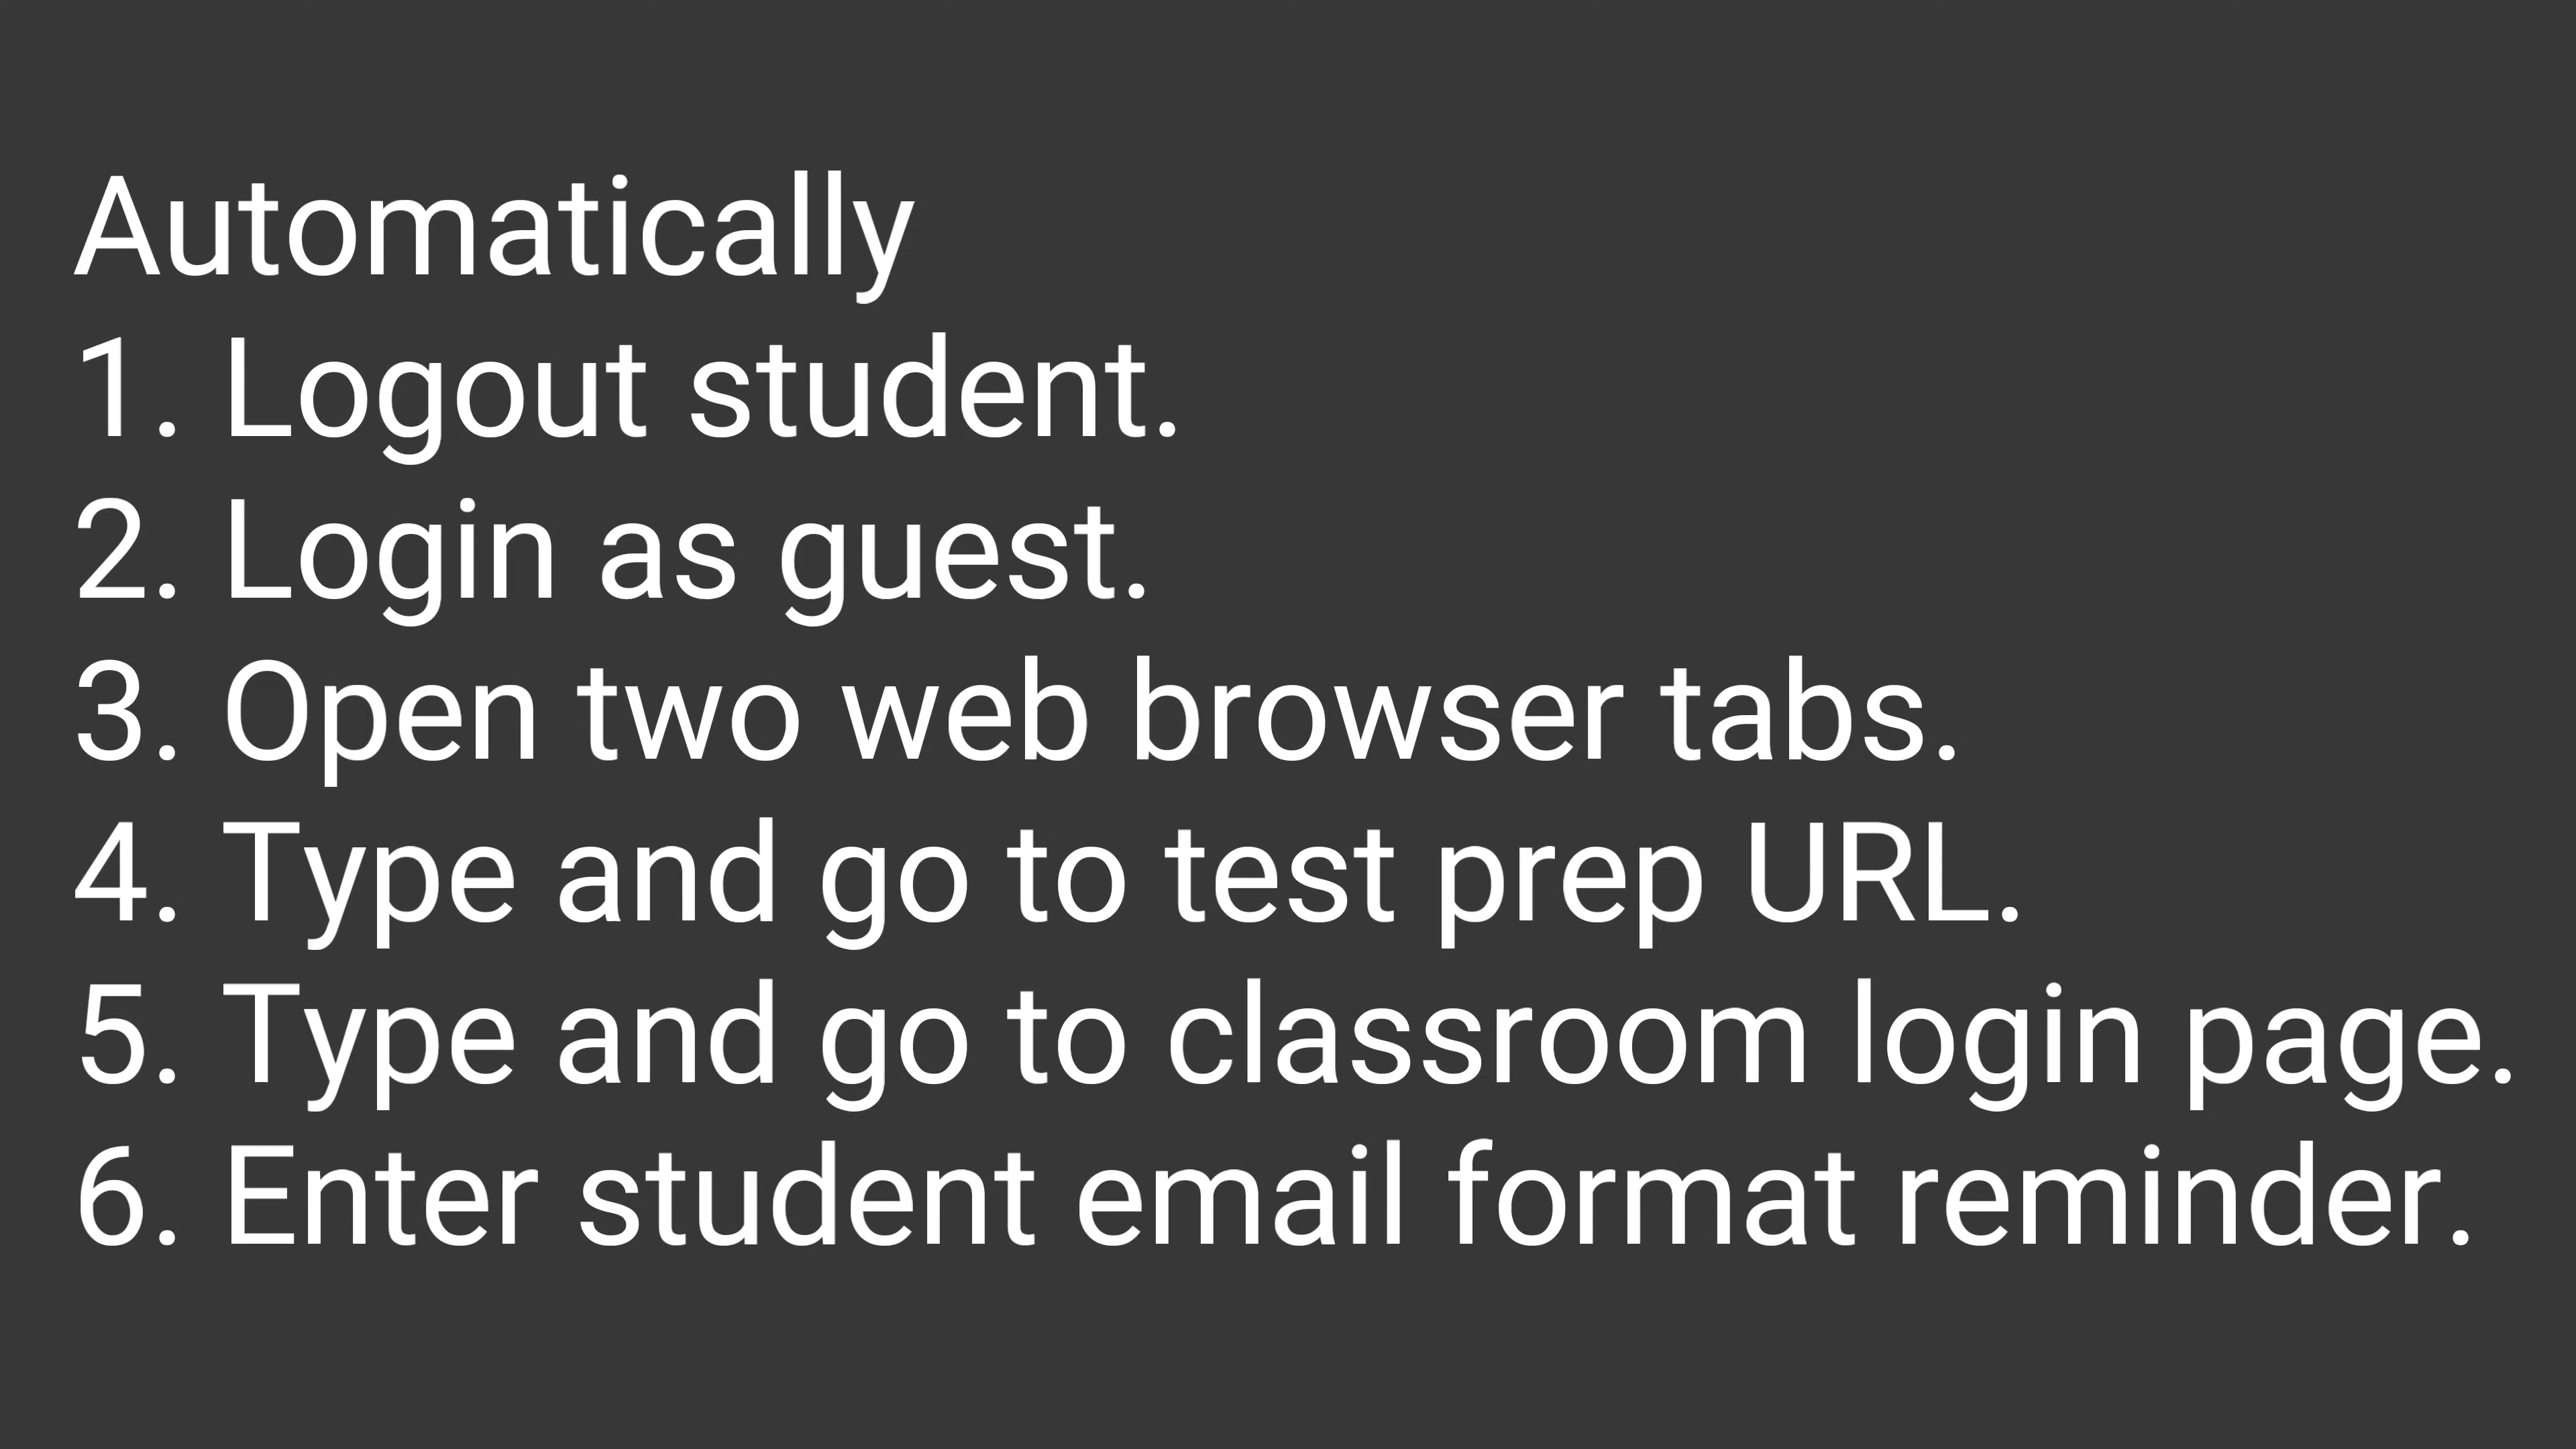 Automatically
1. Logout student.
2. Login as guest.
3. Open two web browser tabs.
4. Type and go to test prep URL.
5. Type and go to classroom login page.
6. Enter student email format reminder.